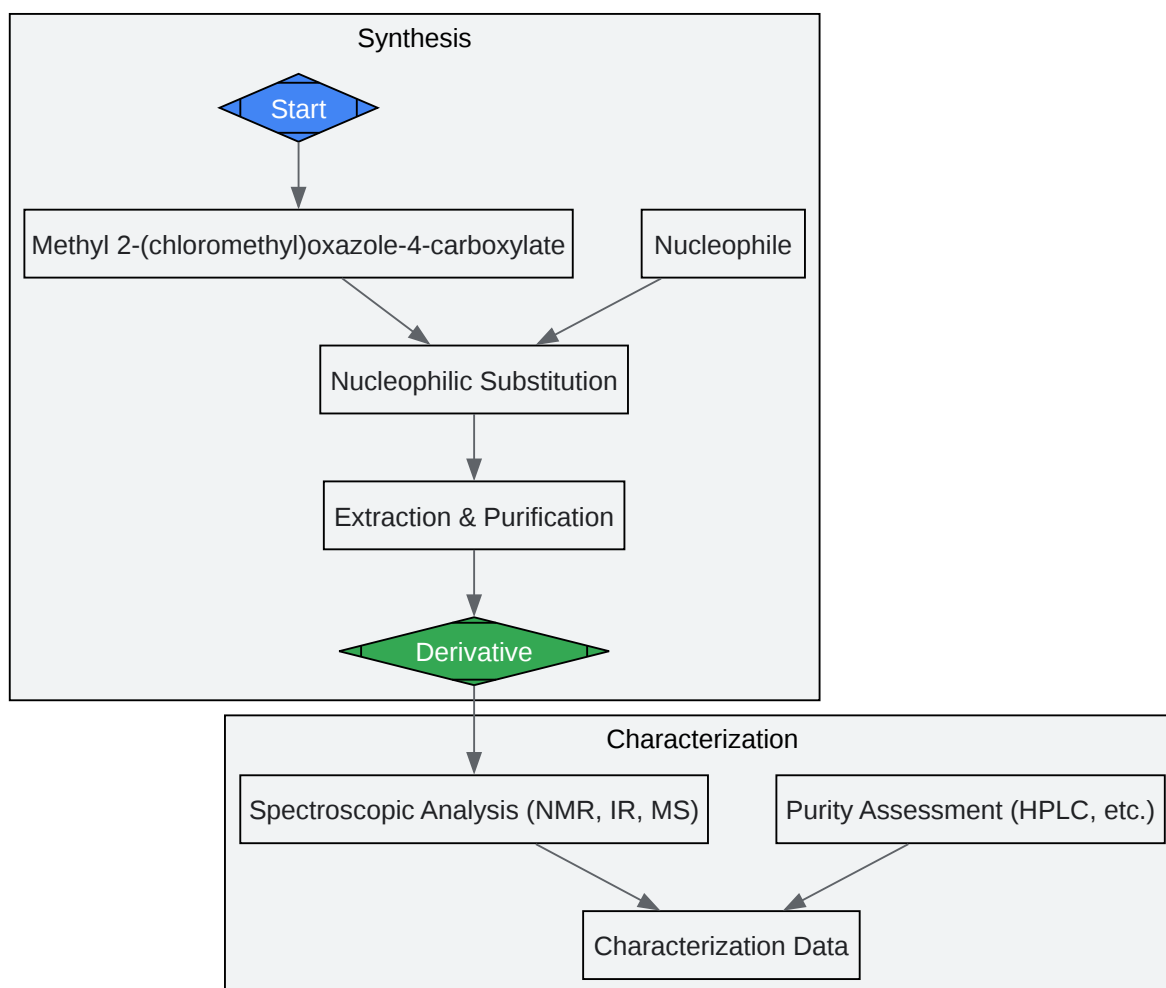 Synthesis
Start
Methyl 2-(chloromethyl)oxazole-4-carboxylate
Nucleophile
Nucleophilic Substitution
Extraction & Purification
Derivative
Characterization
Spectroscopic Analysis (NMR, IR, MS)
Purity Assessment (HPLC, etc.)
Characterization Data